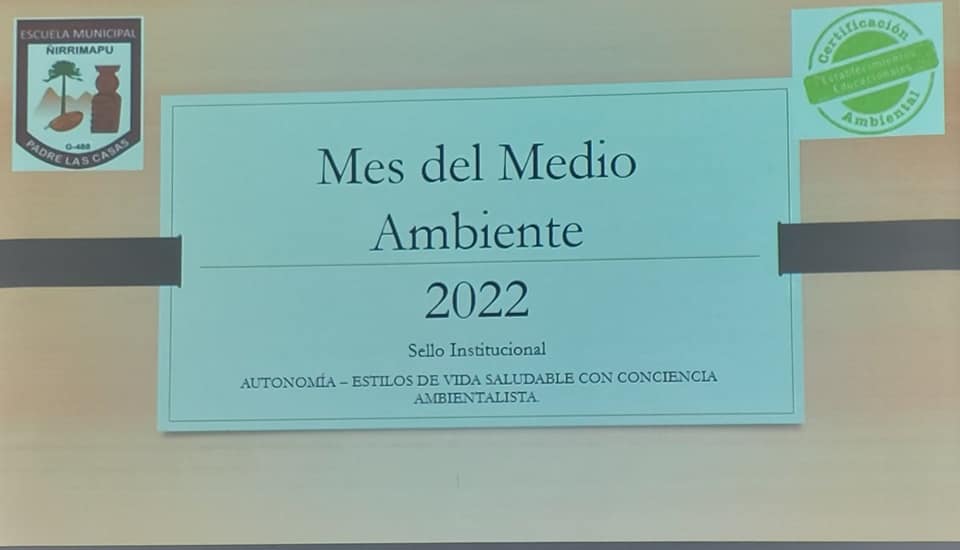 ESCUELA MUNICIPAL
ÑIRRIMAPU
G-488
PADRE LAS CASAS
Certificación
Establecimientos
Educacionales
Ambiental
Mes del Medio
Ambiente
2022
Sello Institucional
AUTONOMÍA – ESTILOS DE VIDA SALUDABLE CON CONCIENCIA
AMBIENTALISTA.